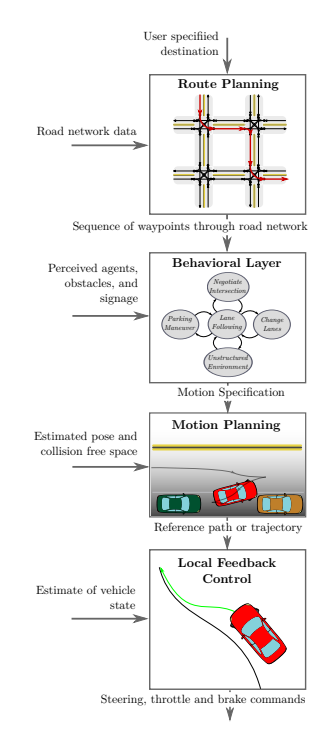 User specifiied
destination
Route Planning
Road network data
Sequence of waypoints through road network
Perceived agents,
obstacles, and
signage
Behavioral Layer
Negotiate
Intersection
Parking
Maneuver
Lane
Following
Change
Lanes
Unstructured
Environment
Motion Specification
Estimated pose and
collision free space
Motion Planning
Reference path or trajectory
Local Feedback
Control
Estimate of vehicle
state
Steering, throttle and brake commands